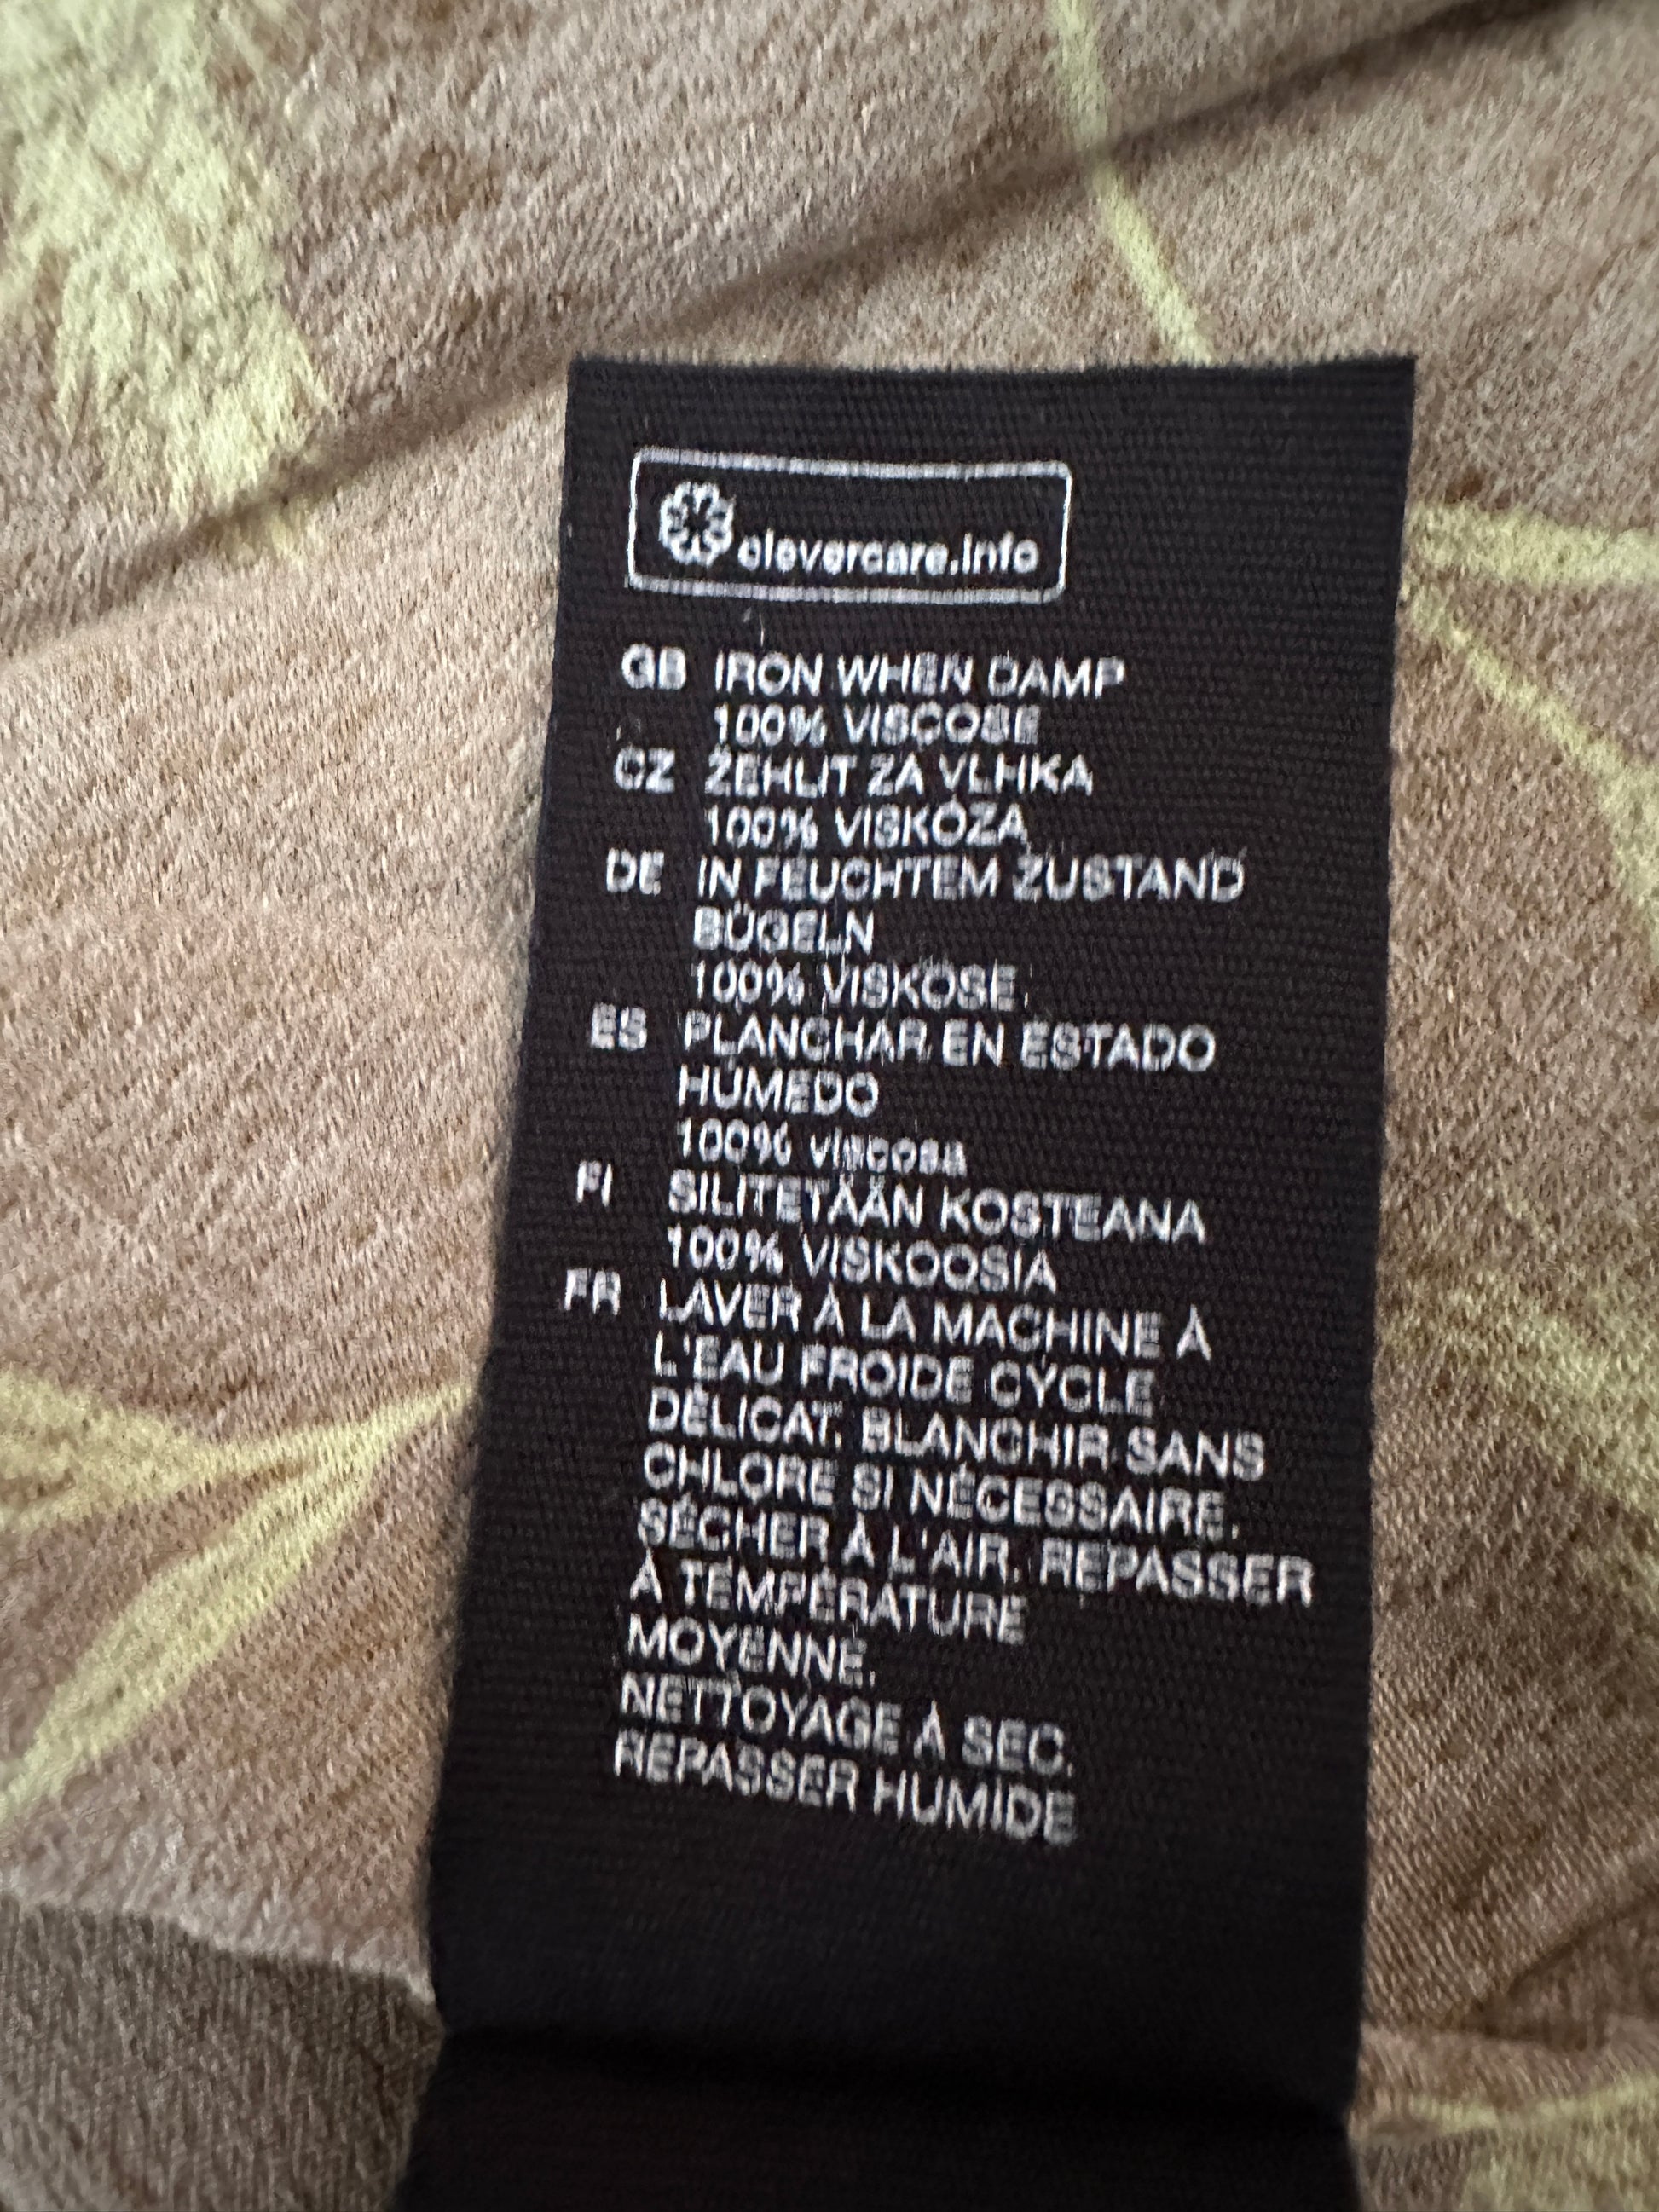 clevercare.info
GB IRON WHEN DAMP
100% VISCOSE
CZ ŽEHLIT ZA VLHKA
100% VISKÓZA
DE IN FEUCHTEM ZUSTAND
BÜGELN
100% VISKOSE
ES PLANCHAR EN ESTADO
HÚMEDO
100% viscosa
FI SILITETÄÄN KOSTEANA
100% VISKOOSIA
FR LAVER À LA MACHINE À
L'EAU FROIDE CYCLE
DÉLICAT. BLANCHIR SANS
CHLORE SI NÉCESSAIRE.
SÉCHER À L'AIR. REPASSER
À TEMPÉRATURE
MOYENNE.
NETTOYAGE À SEC.
REPASSER HUMIDE